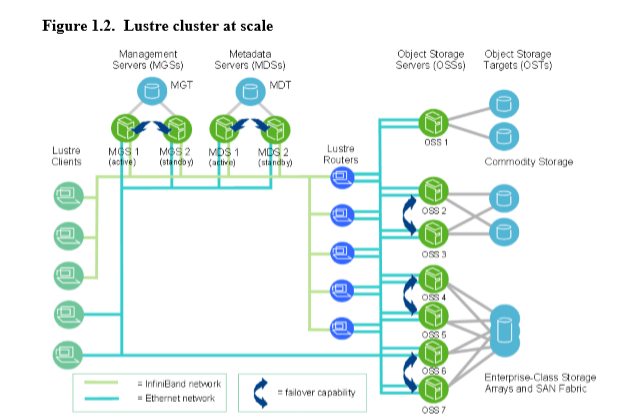 Figure 1.2. Lustre cluster at scale
Management
Servers (MGSs)
Metadata
Servers (MDSs)
Object Storage
Servers (OSSs)
Object Storage
Targets (OSTs)
MGT
MDT
Lustre
Clients
MGS 1
(active)
MGS 2
(standby)
MDS 1
(active)
MDS 2
(standby)
Lustre
Routers
OSS 1
Commodity Storage
OSS 2
OSS 3
OSS 4
OSS 5
OSS 6
OSS 7
Enterprise-Class Storage
Arrays and SAN Fabric
= InfiniBand network
= Ethernet network
= failover capability